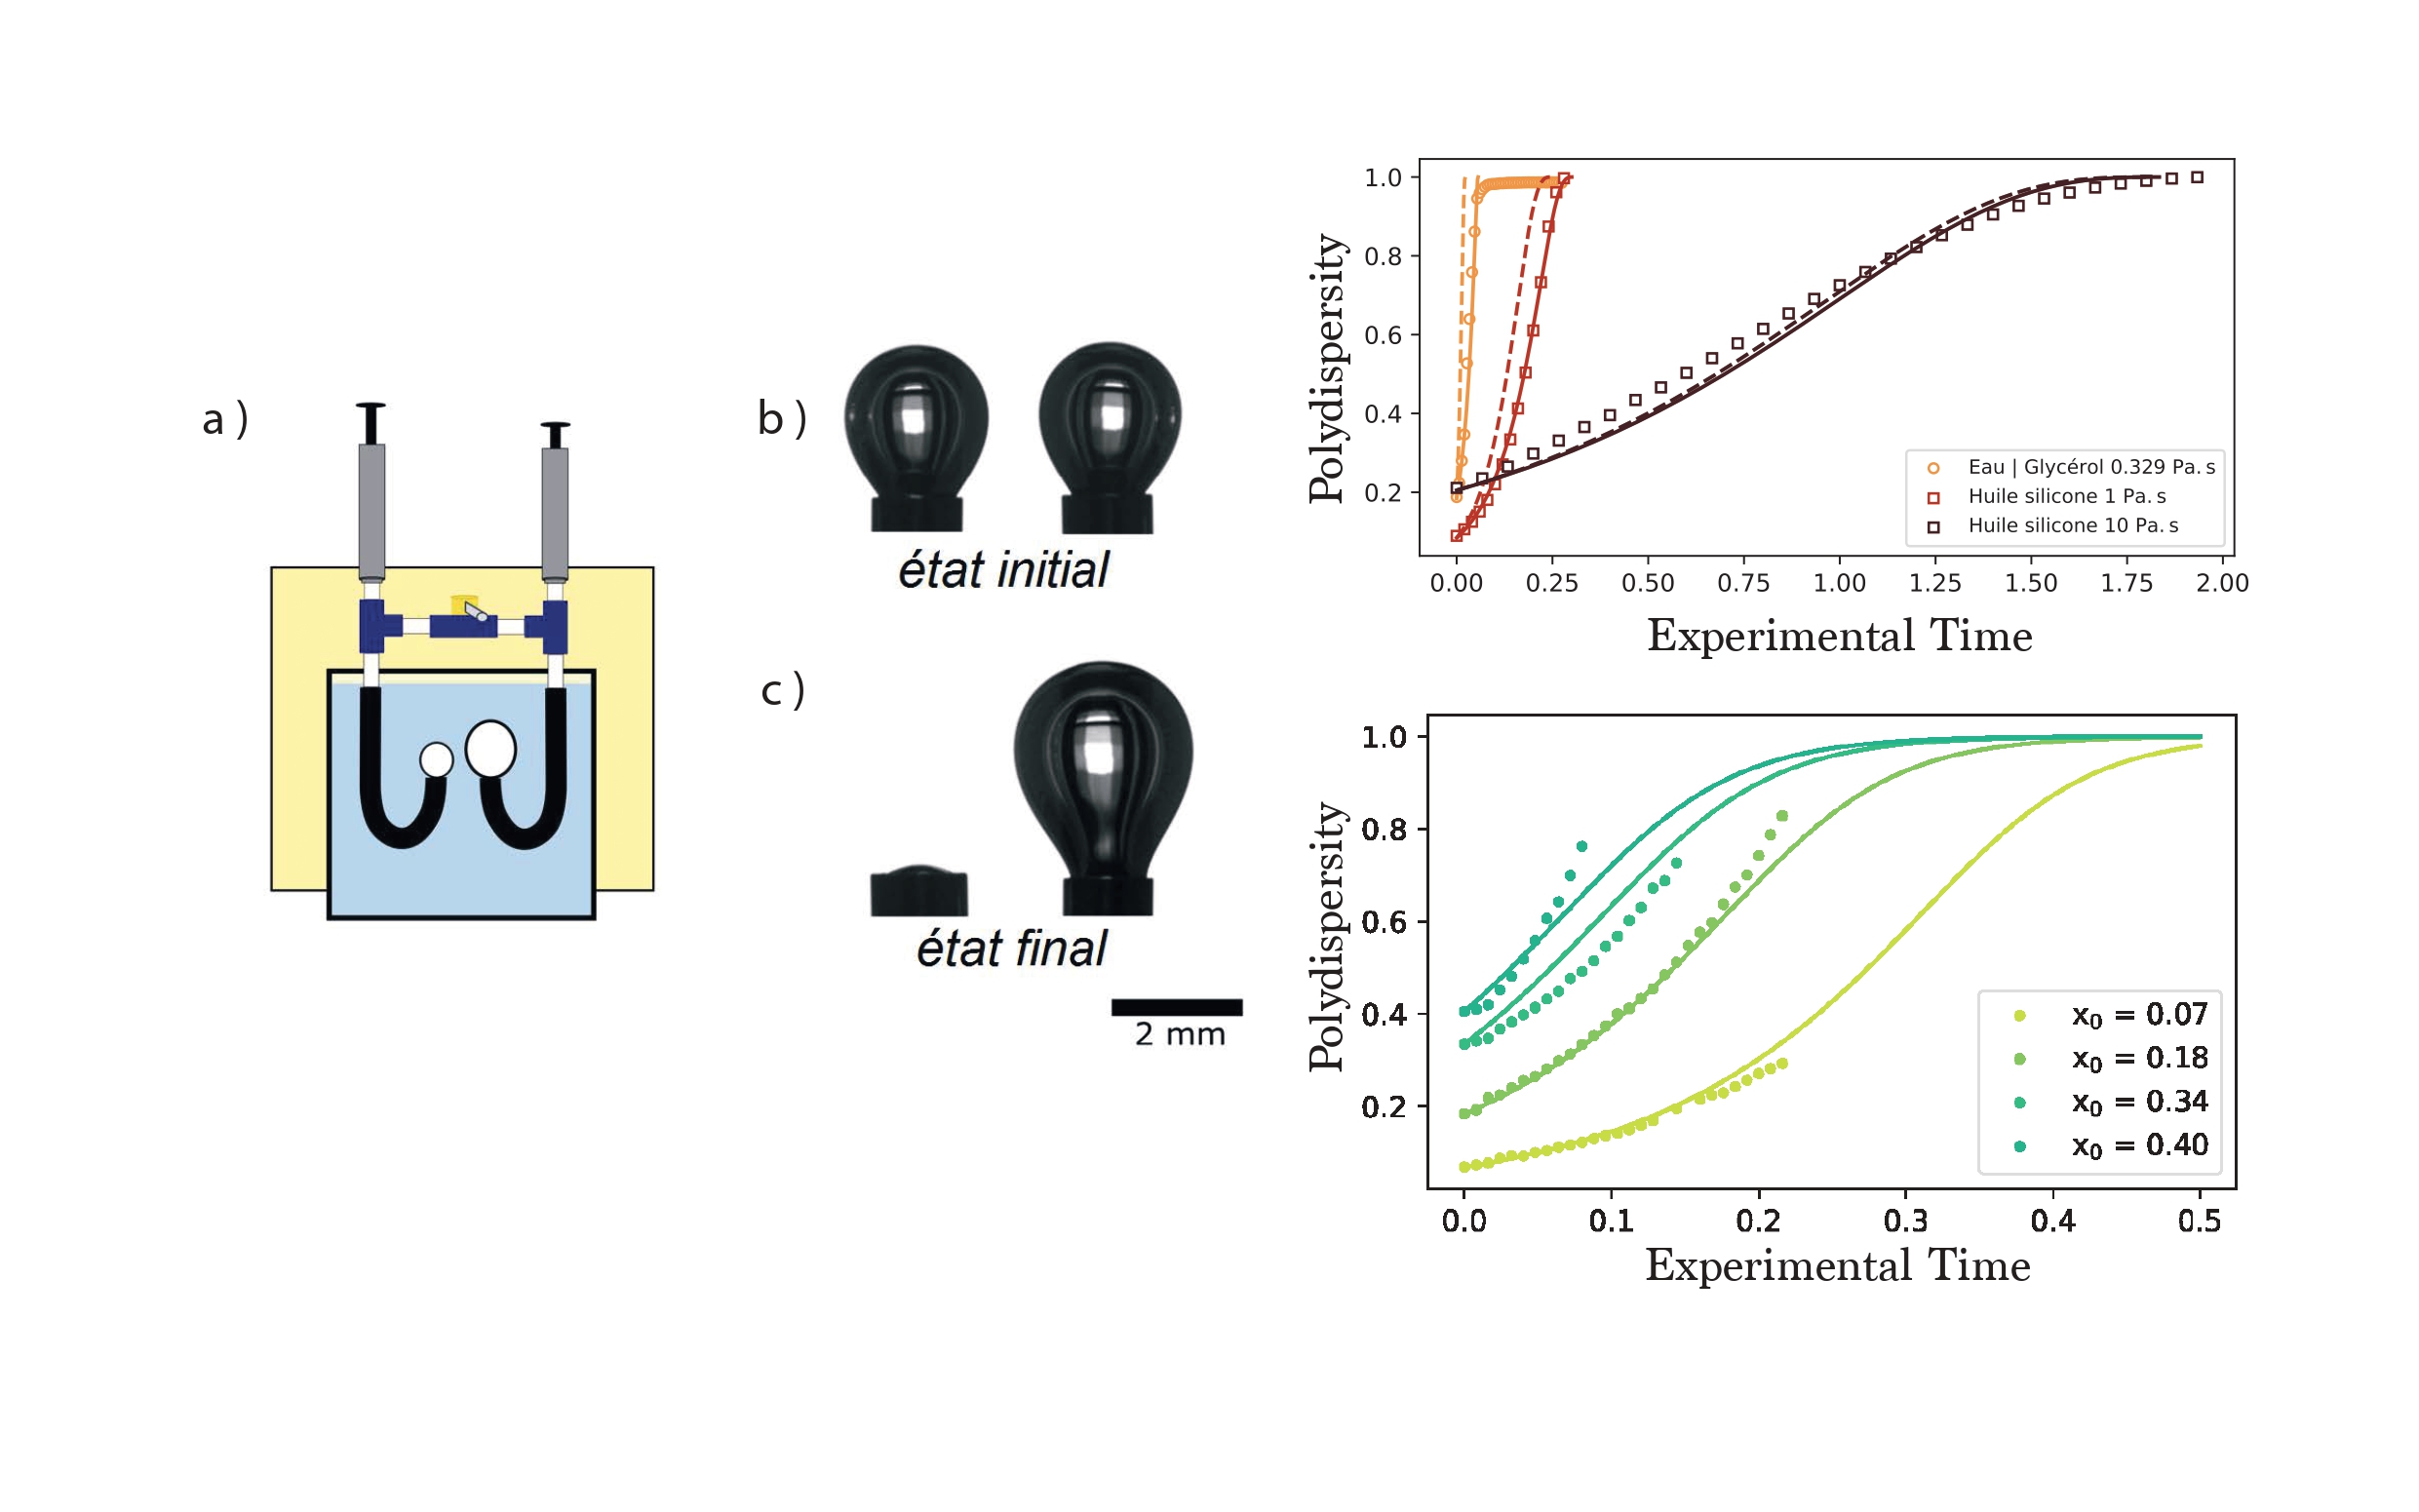 a )
b )
état initial
c )
état final
2 mm
Polydispersity
1.0
0.8
0.6
0.4
0.2
Eau | Glycérol 0.329 Pa. s
Huile silicone 1 Pa. s
Huile silicone 10 Pa. s
0.00 0.25 0.50 0.75 1.00 1.25 1.50 1.75 2.00
Experimental Time
Polydispersity
1.0
0.8
0.6
0.4
0.2
x₀ = 0.07
x₀ = 0.18
x₀ = 0.34
x₀ = 0.40
0.0 0.1 0.2 0.3 0.4 0.5
Experimental Time